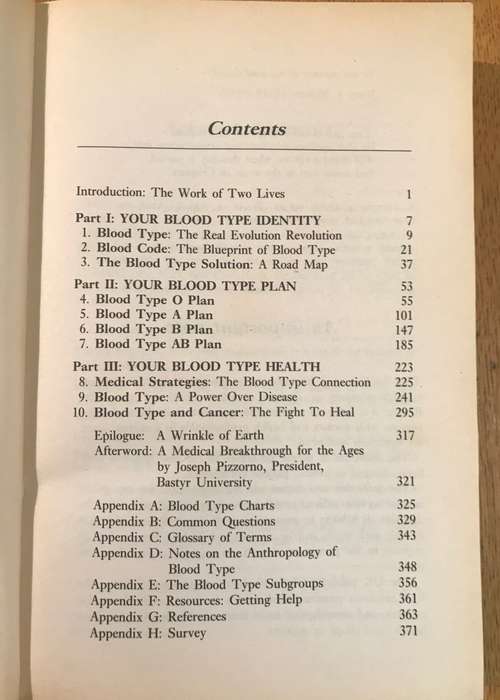 Contents
Introduction: The Work of Two Lives 1
Part I: YOUR BLOOD TYPE IDENTITY 7
1. Blood Type: The Real Evolution Revolution 9
2. Blood Code: The Blueprint of Blood Type 21
3. The Blood Type Solution: A Road Map 37
Part II: YOUR BLOOD TYPE PLAN 53
4. Blood Type O Plan 55
5. Blood Type A Plan 101
6. Blood Type B Plan 147
7. Blood Type AB Plan 185
Part III: YOUR BLOOD TYPE HEALTH 223
8. Medical Strategies: The Blood Type Connection 225
9. Blood Type: A Power Over Disease 241
10. Blood Type and Cancer: The Fight To Heal 295
Epilogue: A Wrinkle of Earth 317
Afterword: A Medical Breakthrough for the Ages
by Joseph Pizzorno, President,
Bastyr University 321
Appendix A: Blood Type Charts 325
Appendix B: Common Questions 329
Appendix C: Glossary of Terms 343
Appendix D: Notes on the Anthropology of
Blood Type 348
Appendix E: The Blood Type Subgroups 356
Appendix F: Resources: Getting Help 361
Appendix G: References 363
Appendix H: Survey 371